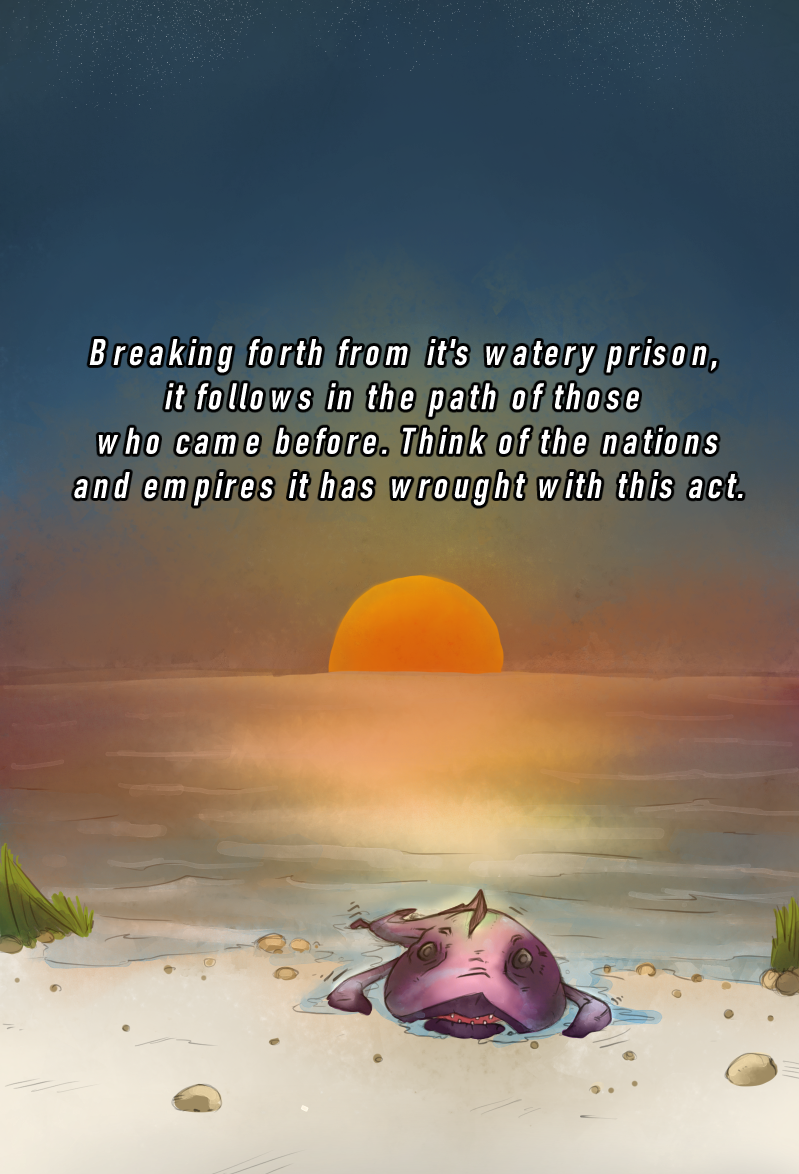 Breaking forth from it's watery prison,
it follows in the path of those
who came before. Think of the nations
and empires it has wrought with this act.